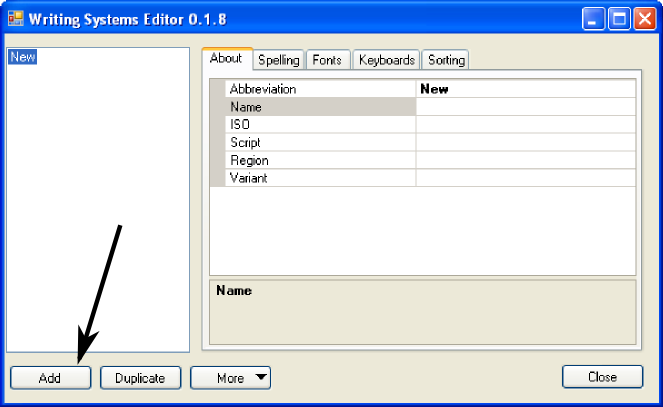 Writing Systems Editor 0.1.8
New
About Spelling Fonts Keyboards Sorting
Abbreviation New
Name
ISO
Script
Region
Variant
Name
Add Duplicate More Close